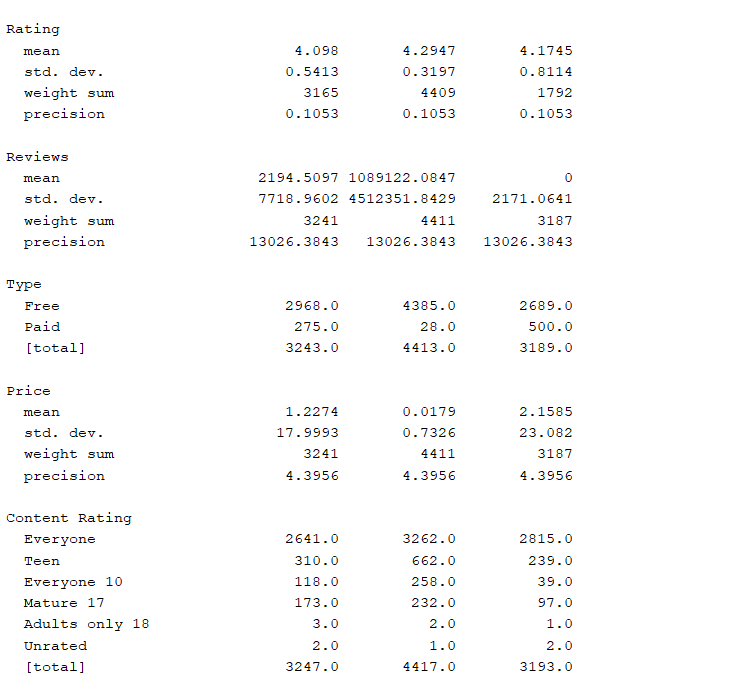 Rating
mean 4.098 4.2947 4.1745
std. dev. 0.5413 0.3197 0.8114
weight sum 3165 4409 1792
precision 0.1053 0.1053 0.1053
Reviews
mean 2194.5097 1089122.0847 0
std. dev. 7718.9602 4512351.8429 2171.0641
weight sum 3241 4411 3187
precision 13026.3843 13026.3843 13026.3843
Type
Free 2968.0 4385.0 2689.0
Paid 275.0 28.0 500.0
[total] 3243.0 4413.0 3189.0
Price
mean 1.2274 0.0179 2.1585
std. dev. 17.9993 0.7326 23.082
weight sum 3241 4411 3187
precision 4.3956 4.3956 4.3956
Content Rating
Everyone 2641.0 3262.0 2815.0
Teen 310.0 662.0 239.0
Everyone 10 118.0 258.0 39.0
Mature 17 173.0 232.0 97.0
Adults only 18 3.0 2.0 1.0
Unrated 2.0 1.0 2.0
[total] 3247.0 4417.0 3193.0